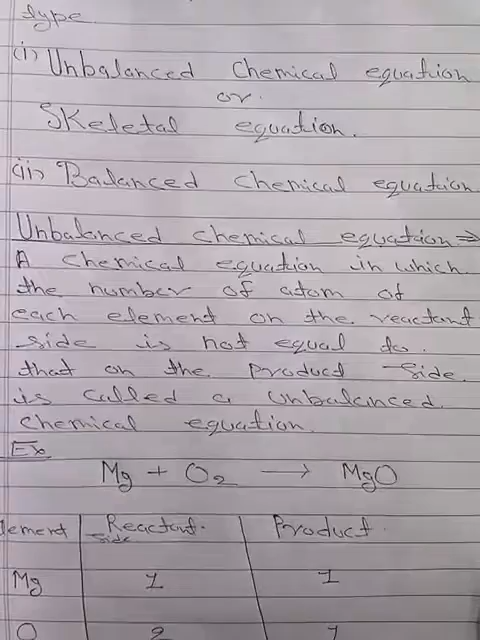 type
(i) Unbalanced Chemical equation
or
Skeletal equation.
(ii) Balanced chemical equation
Unbalanced chemical equation ⇒
A chemical equation in which
the number of atom of
each element on the reactant
side is not equal to
that on the product side
is called a unbalanced
chemical equation.
Ex
Mg + O₂ → MgO
lement Reactant side Product
Mg 1 1
O 2 1